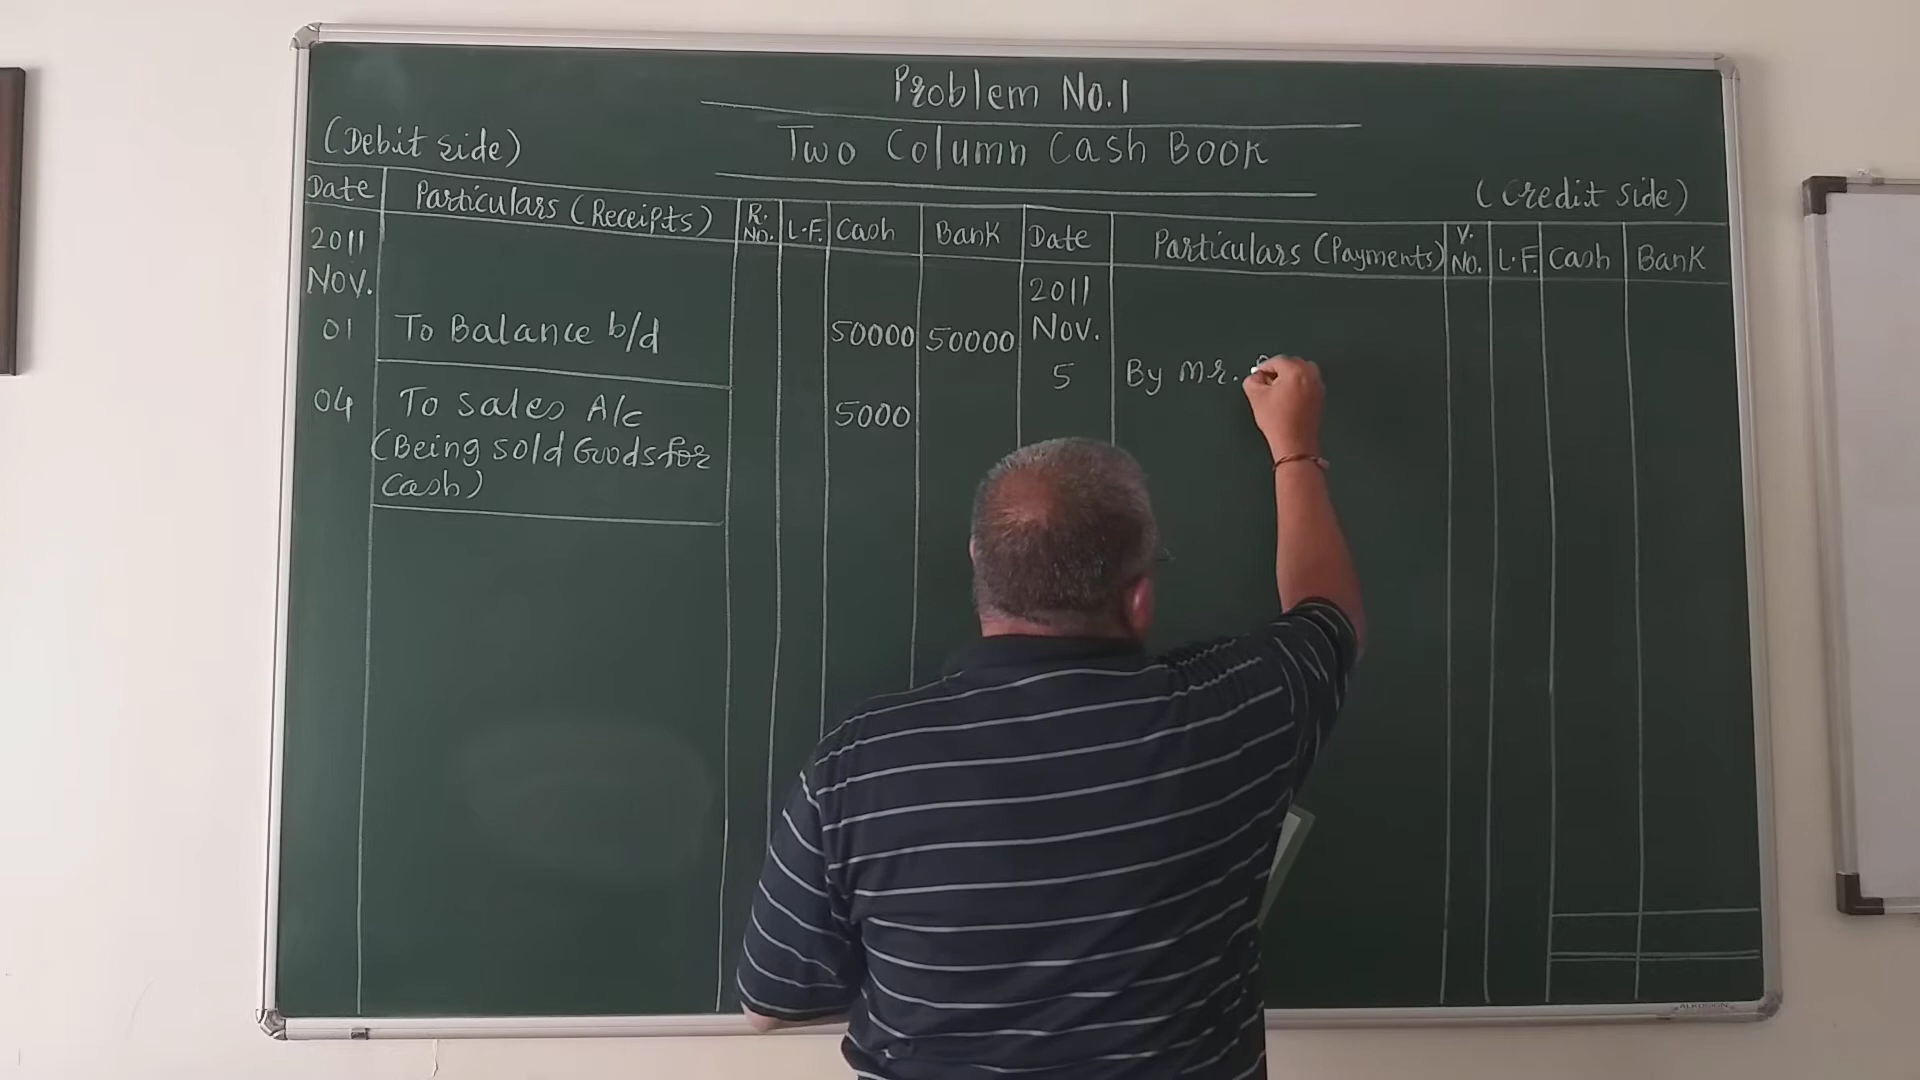 Problem No.1
Two Column Cash Book
(Debit side)
(Credit side)
Date Particulars (Receipts) R. No. L.F. Cash Bank Date Particulars (Payments) V. No. L.F. Cash Bank
2011
Nov.
01 To Balance b/d 50000 50000
04 To Sales A/c 5000
(Being sold Goods for
Cash)
2011
Nov.
5 By Mr.